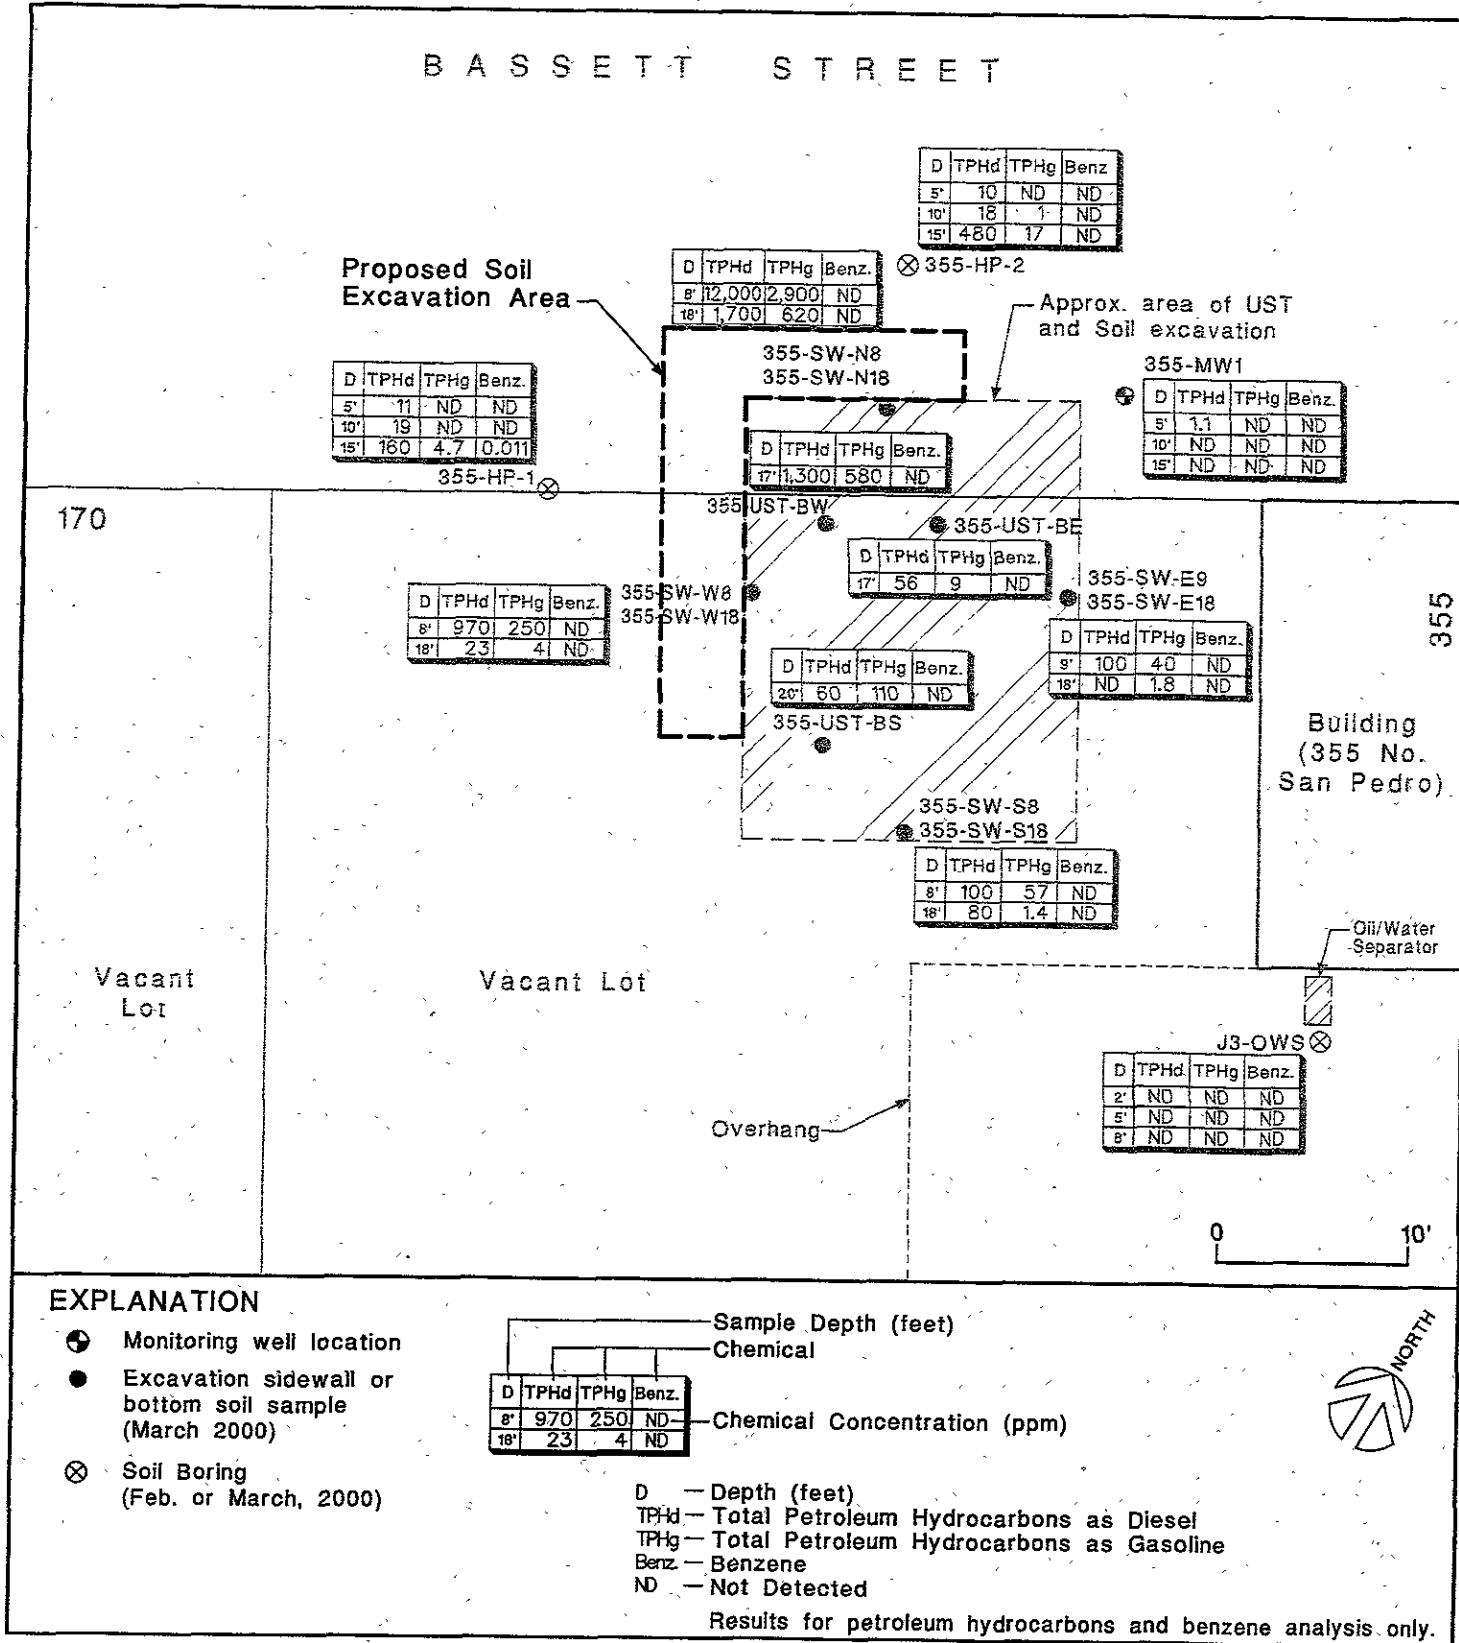 BASSETT STREET
D TPHd TPHg Benz
5' 10 ND ND
10' 18 1 ND
15' 480 17 ND
355-HP-2
D TPHd TPHg Benz.
8' 12,000 2,900 ND
18' 1,700 620 ND
Proposed Soil
Excavation Area
Approx. area of UST
and Soil excavation
355-SW-N8
355-SW-N18
355-MW1
D TPHd TPHg Benz.
5' 1.1 ND ND
10' ND ND ND
15' ND ND ND
D TPHd TPHg Benz.
5' 11 ND ND
10' 19 ND ND
15' 160 4.7 0.011
355-HP-1
D TPHd TPHg Benz.
17' 1,300 580 ND
355-UST-BW
170
355-UST-BE
D TPHd TPHg Benz.
17' 56 9 ND
355-SW-W8
355-SW-W18
D TPHd TPHg Benz.
8' 970 250 ND
18' 23 4 ND
355-SW-E9
355-SW-E18
D TPHd TPHg Benz.
9' 100 40 ND
18' ND 1.8 ND
355
D TPHd TPHg Benz.
20' 60 110 ND
355-UST-BS
Building
(355 No.
San Pedro)
355-SW-S8
355-SW-S18
D TPHd TPHg Benz.
8' 100 57 ND
18' 80 1.4 ND
Oil/Water
Separator
Vacant
Lot
Vacant Lot
J3-OWS
D TPHd TPHg Benz.
2' ND ND ND
5' ND ND ND
8' ND ND ND
Overhang
0 10'
EXPLANATION
Monitoring well location
Excavation sidewall or
bottom soil sample
(March 2000)
Soil Boring
(Feb. or March, 2000)
Sample Depth (feet)
Chemical
D TPHd TPHg Benz.
8' 970 250 ND
18' 23 4 ND
Chemical Concentration (ppm)
NORTH
D — Depth (feet)
TPHd — Total Petroleum Hydrocarbons as Diesel
TPHg — Total Petroleum Hydrocarbons as Gasoline
Benz. — Benzene
ND — Not Detected
Results for petroleum hydrocarbons and benzene analysis only.